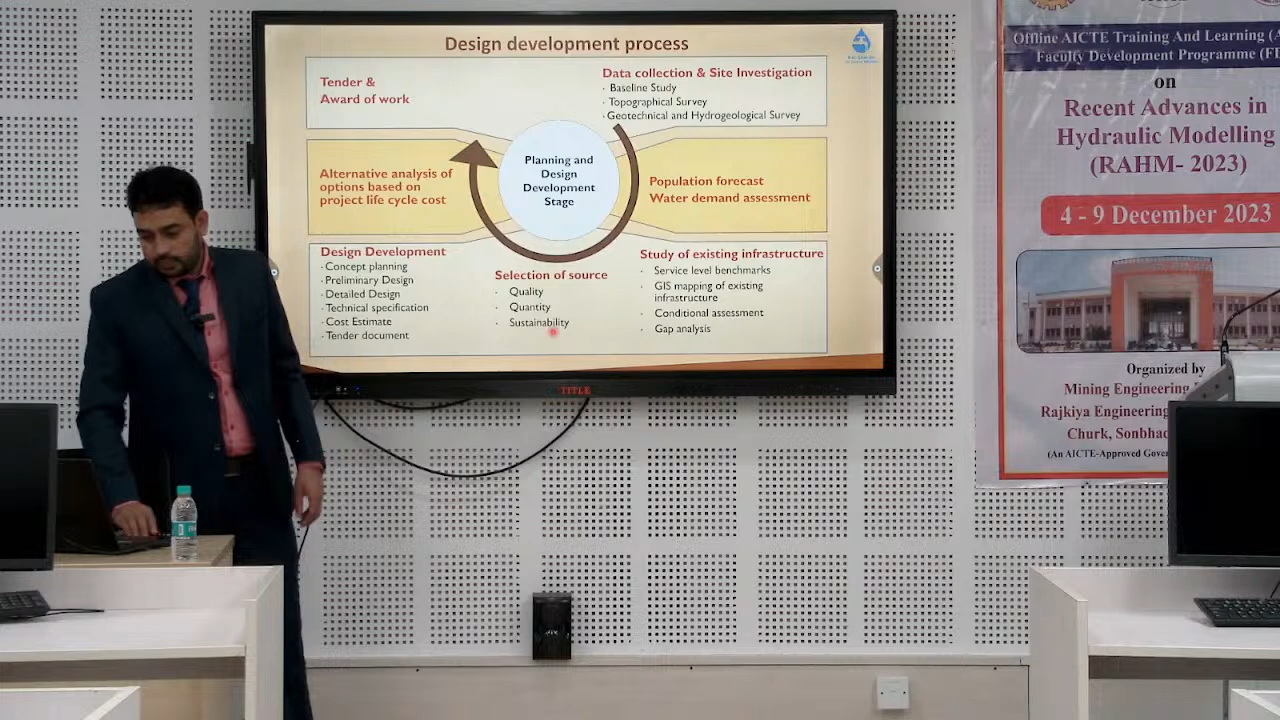 Design development process
Tender &
Award of work
Data collection & Site Investigation
· Baseline Study
· Topographical Survey
· Geotechnical and Hydrogeological Survey
Planning and
Design
Development
Stage
Alternative analysis of
options based on
project life cycle cost
Population forecast
Water demand assessment
Design Development
· Concept planning
· Preliminary Design
· Detailed Design
· Technical specification
· Cost Estimate
· Tender document
Selection of source
· Quality
· Quantity
· Sustainability
Study of existing infrastructure
· Service level benchmarks
· GIS mapping of existing
infrastructure
· Conditional assessment
· Gap analysis
TITLE
Offline AICTE Training And Learning
Faculty Development Programme
on
Recent Advances in
Hydraulic Modelling
(RAHM- 2023)
4 - 9 December 2023
Organized by
Mining Engineering
Rajkiya Engineering
Churk,
(An AICTE-Approved